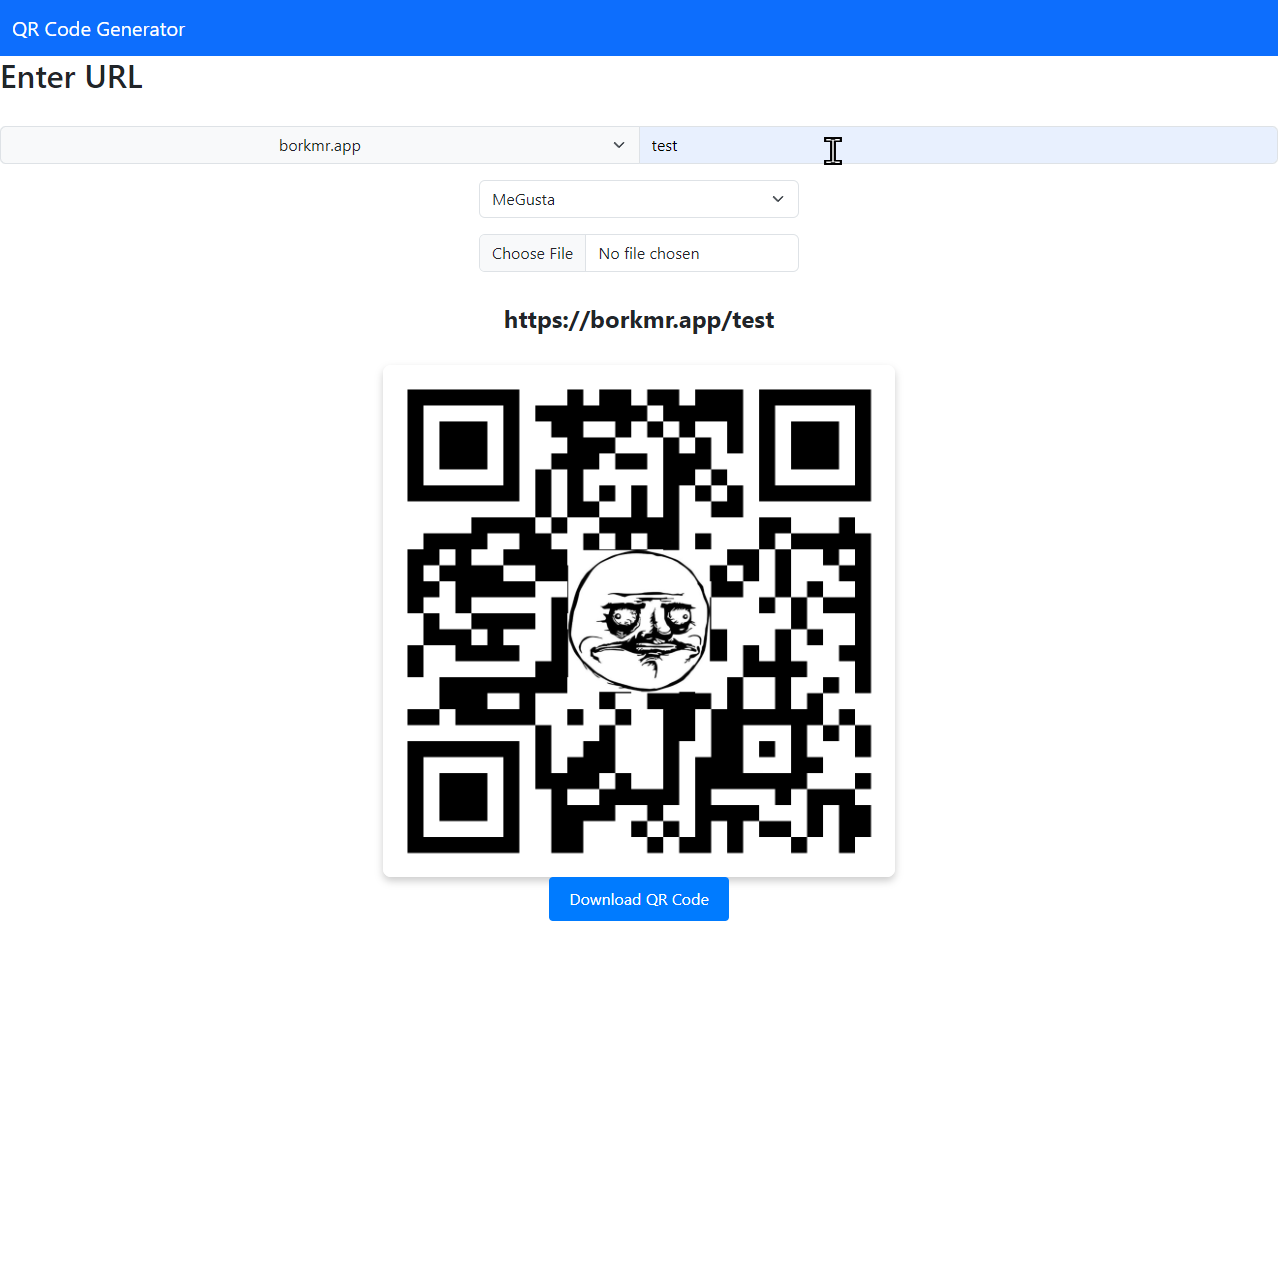 QR Code Generator
Enter URL
borkmr.app
test
MeGusta
Choose File No file chosen
https://borkmr.app/test
Download QR Code